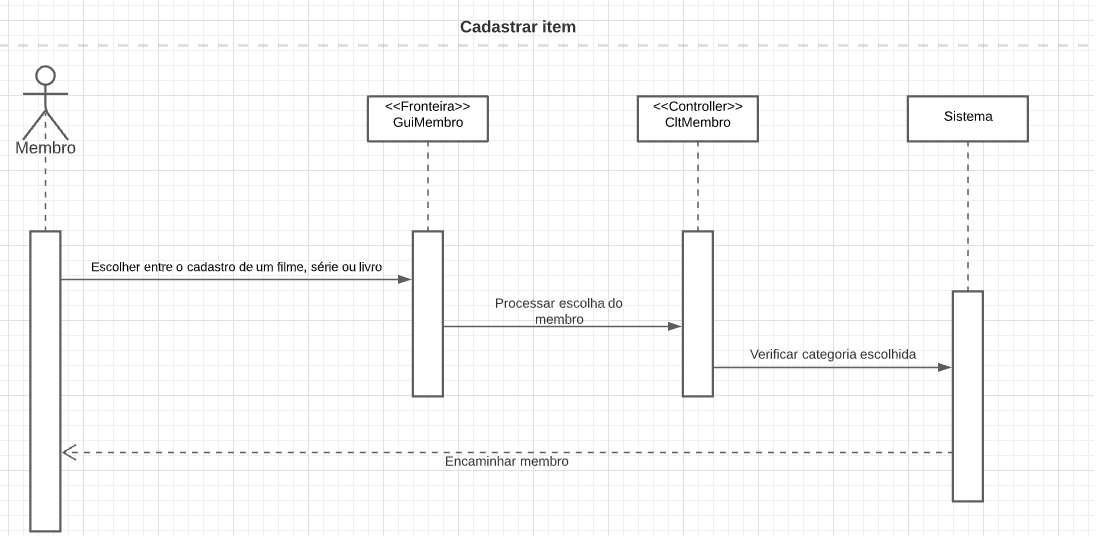 Cadastrar item
<<Fronteira>>
GuiMembro
<<Controller>>
CltMembro
Sistema
Membro
Escolher entre o cadastro de um filme, série ou livro
Processar escolha do
membro
Verificar categoria escolhida
Encaminhar membro